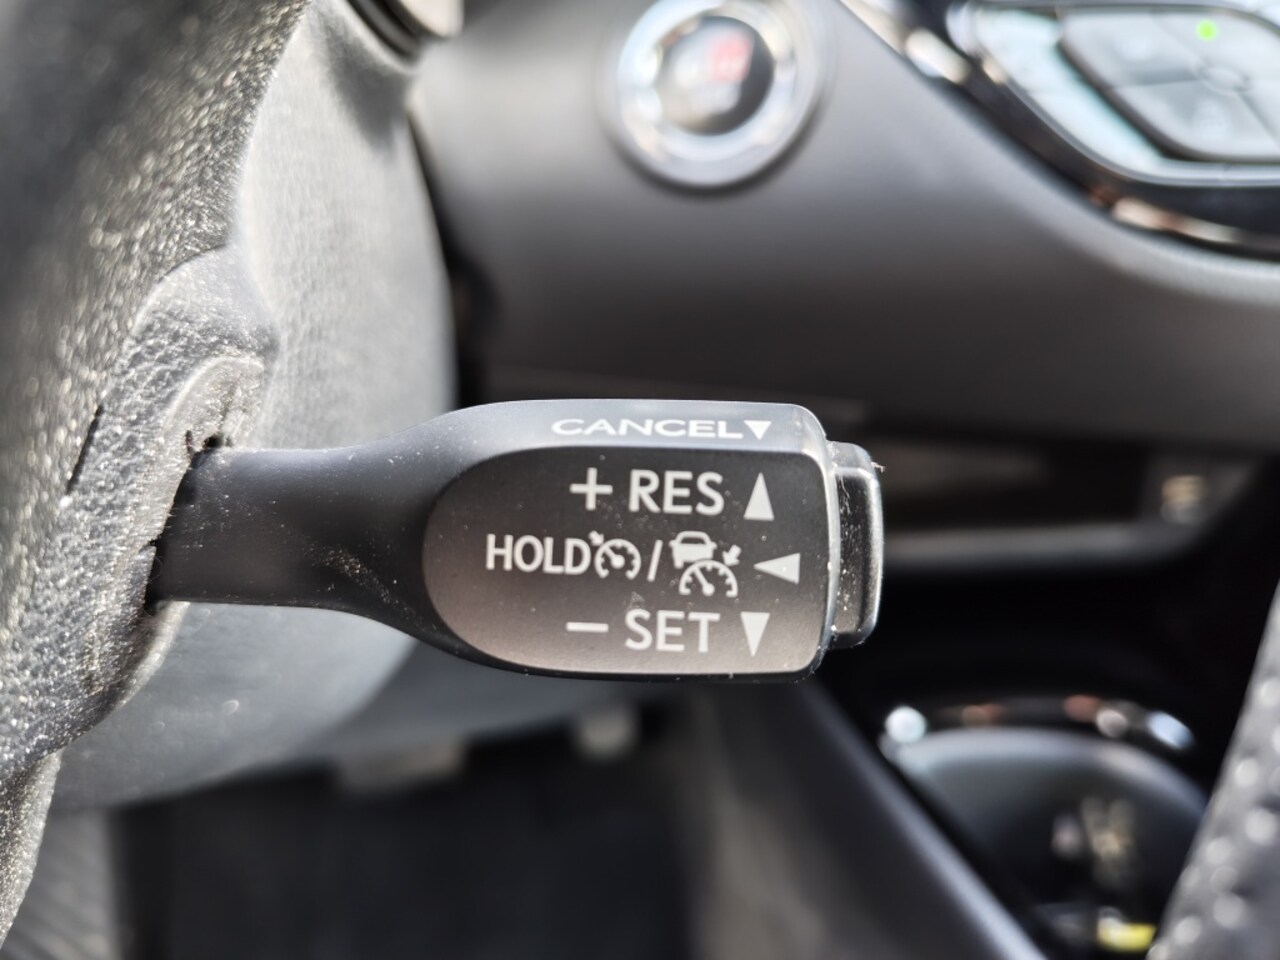 CANCEL▼
+ RES ▲
HOLD / ◀
− SET ▼